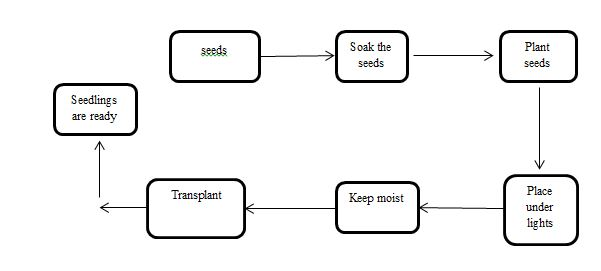 seeds
Soak the
seeds
Plant
seeds
Seedlings
are ready
Place
under
lights
Keep moist
Transplant